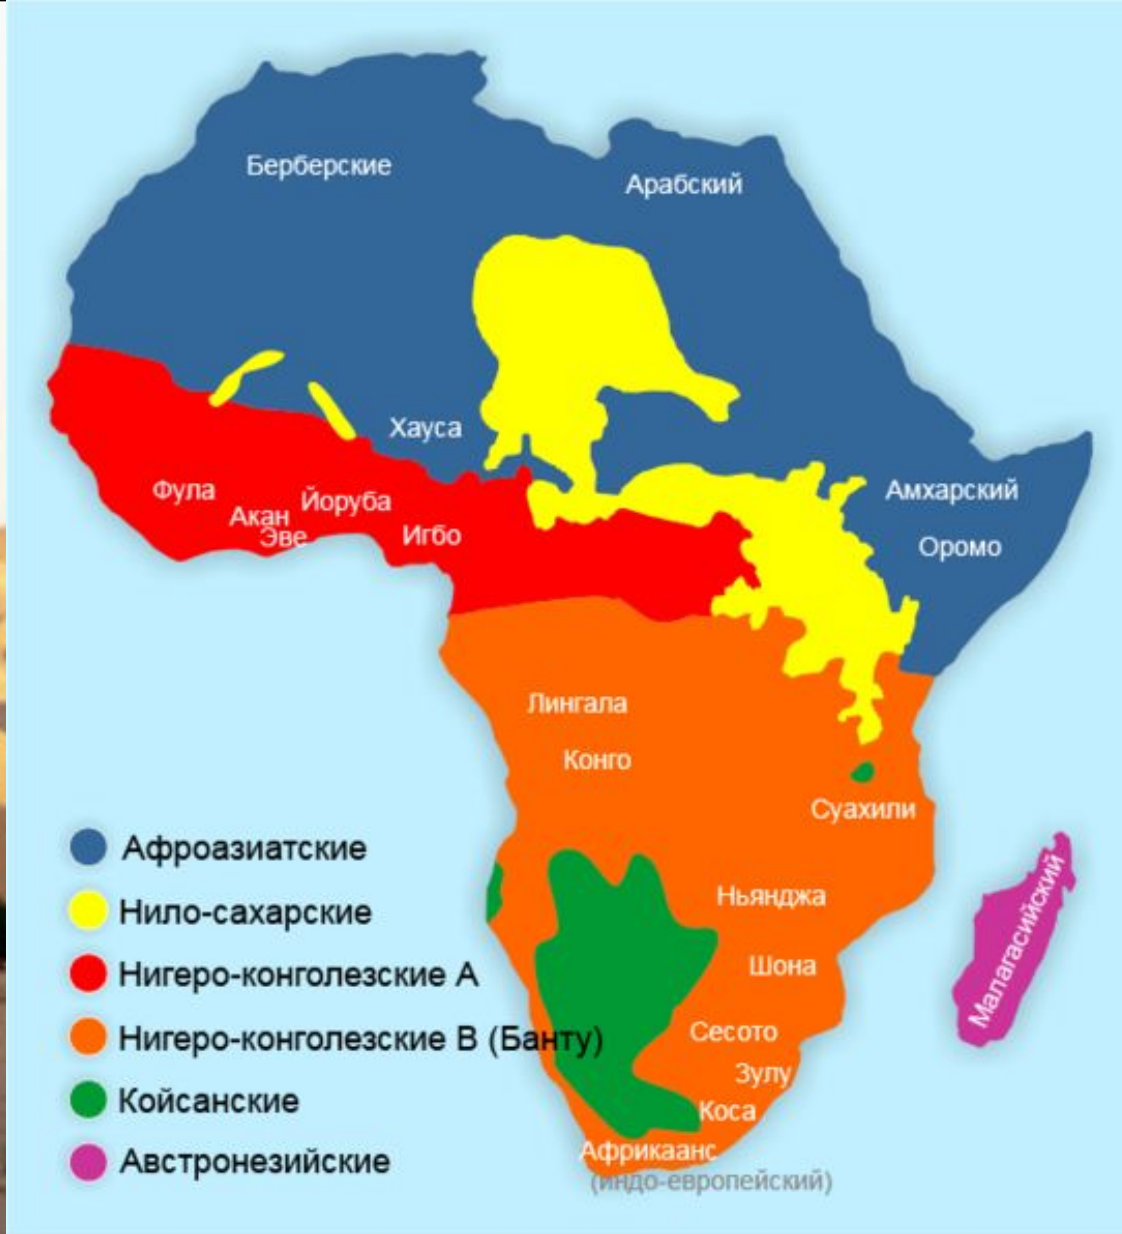 Берберские
Арабский
Хауса
Фула
Акан
Йоруба
Эве
Игбо
Амхарский
Оромо
Лингала
Конго
Суахили
Ньянджа
Шона
Сесото
Зулу
Коса
Африкаанс
(индо-европейский)
Малагасийский
Афроазиатские
Нило-сахарские
Нигеро-конголезские А
Нигеро-конголезские В (Банту)
Койсанские
Австронезийские